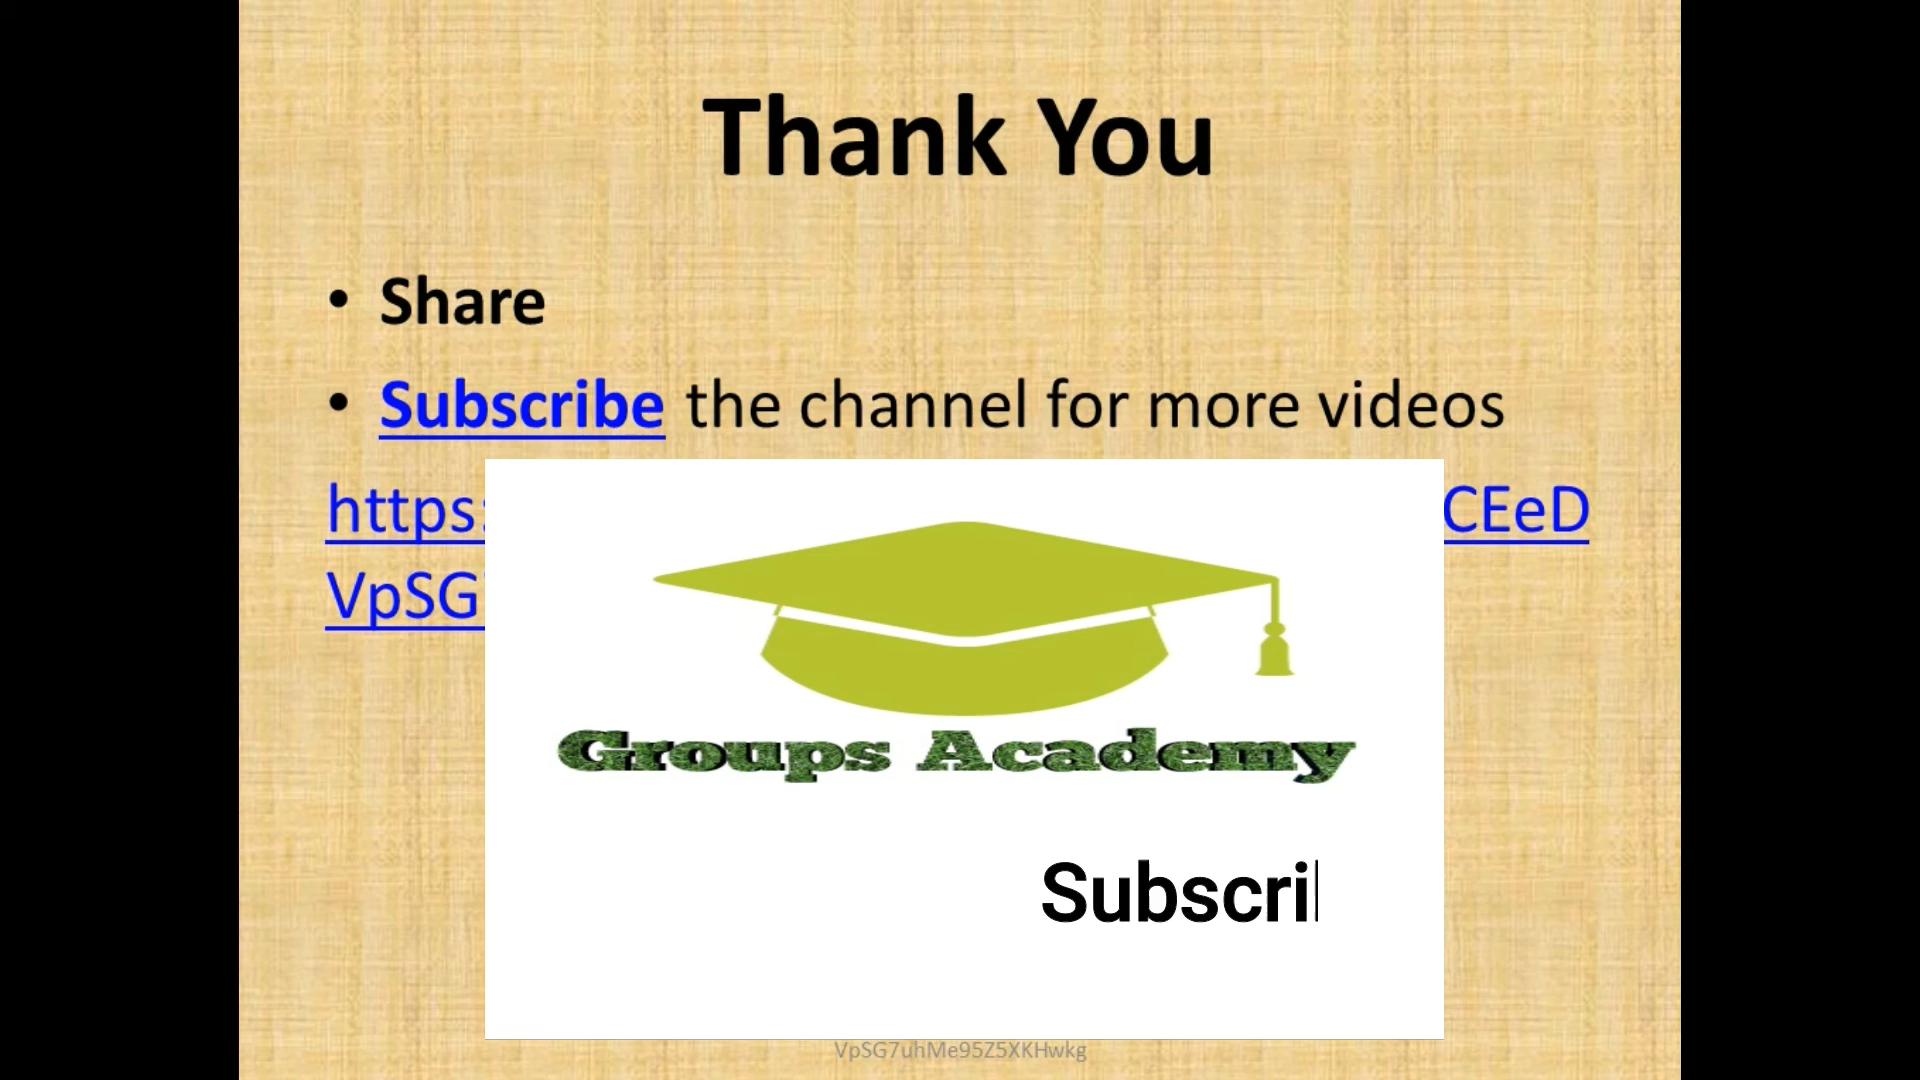 Thank You
• Share
• Subscribe the channel for more videos
https: CEeD
VpSG
Groups Academy
Subscri
VpSG7uhMe95Z5XKHwkg